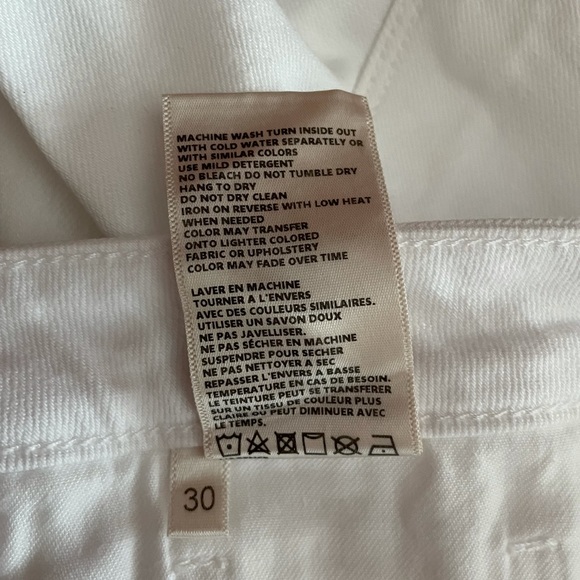 MACHINE WASH TURN INSIDE OUT
WITH COLD WATER SEPARATELY OR
WITH SIMILAR COLORS
USE MILD DETERGENT
NO BLEACH DO NOT TUMBLE DRY
HANG TO DRY
DO NOT DRY CLEAN
IRON ON REVERSE WITH LOW HEAT
WHEN NEEDED
COLOR MAY TRANSFER
ONTO LIGHTER COLORED
FABRIC OR UPHOLSTERY
COLOR MAY FADE OVER TIME
LAVER EN MACHINE
TOURNER A L'ENVERS
AVEC DES COULEURS SIMILAIRES.
UTILISER UN SAVON DOUX
NE PAS JAVELLISER.
NE PAS SÉCHER EN MACHINE
SUSPENDRE POUR SECHER
NE PAS NETTOYER A SEC
REPASSER L'ENVERS A BASSE
TEMPERATURE EN CAS DE BESOIN.
LE TEINTURE PEUT SE TRANSFERER
SUR UN TISSU DE COULEUR PLUS
CLAIRE OU PEUT DIMINUER AVEC
LE TEMPS.
30